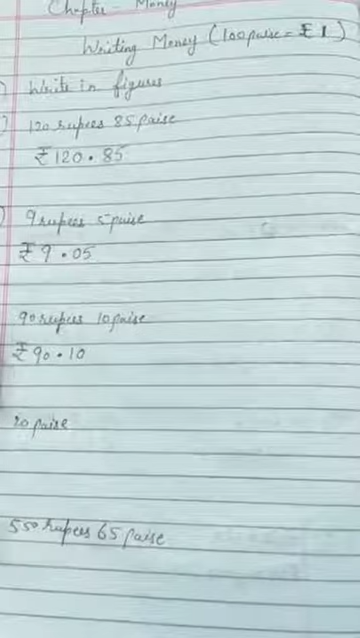 Chapter - Money
Writing Money (100 paise = ₹ 1)
) Write in figures
) 120 rupees 85 paise
₹ 120.85
) 9 rupees 5 paise
₹ 9.05
90 rupees 10 paise
₹ 90.10
paise
550 rupees 65 paise